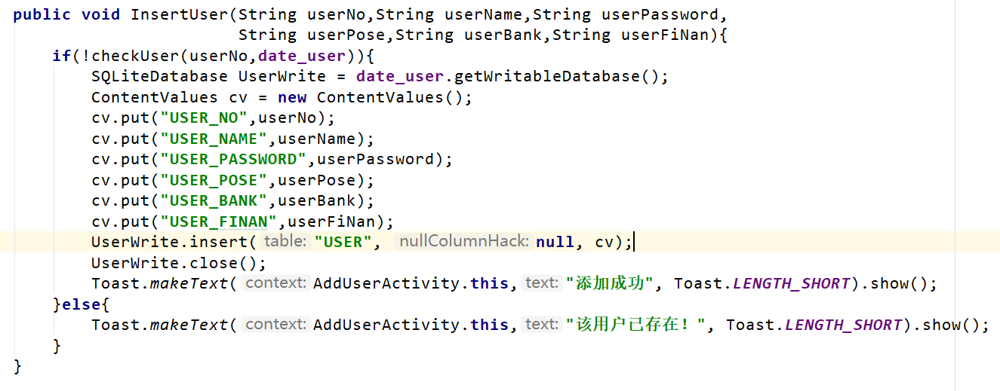 public void InsertUser(String userNo,String userName,String userPassword,
String userPose,String userBank,String userFiNan){
if(!checkUser(userNo,date_user)){
SQLiteDatabase UserWrite = date_user.getWritableDatabase();
ContentValues cv = new ContentValues();
cv.put("USER_NO",userNo);
cv.put("USER_NAME",userName);
cv.put("USER_PASSWORD",userPassword);
cv.put("USER_POSE",userPose);
cv.put("USER_BANK",userBank);
cv.put("USER_FINAN",userFiNan);
UserWrite.insert( table: "USER", nullColumnHack: null, cv);
UserWrite.close();
Toast.makeText( context: AddUserActivity.this, text: "添加成功", Toast.LENGTH_SHORT).show();
}else{
Toast.makeText( context: AddUserActivity.this, text: "该用户已存在！", Toast.LENGTH_SHORT).show();
}
}